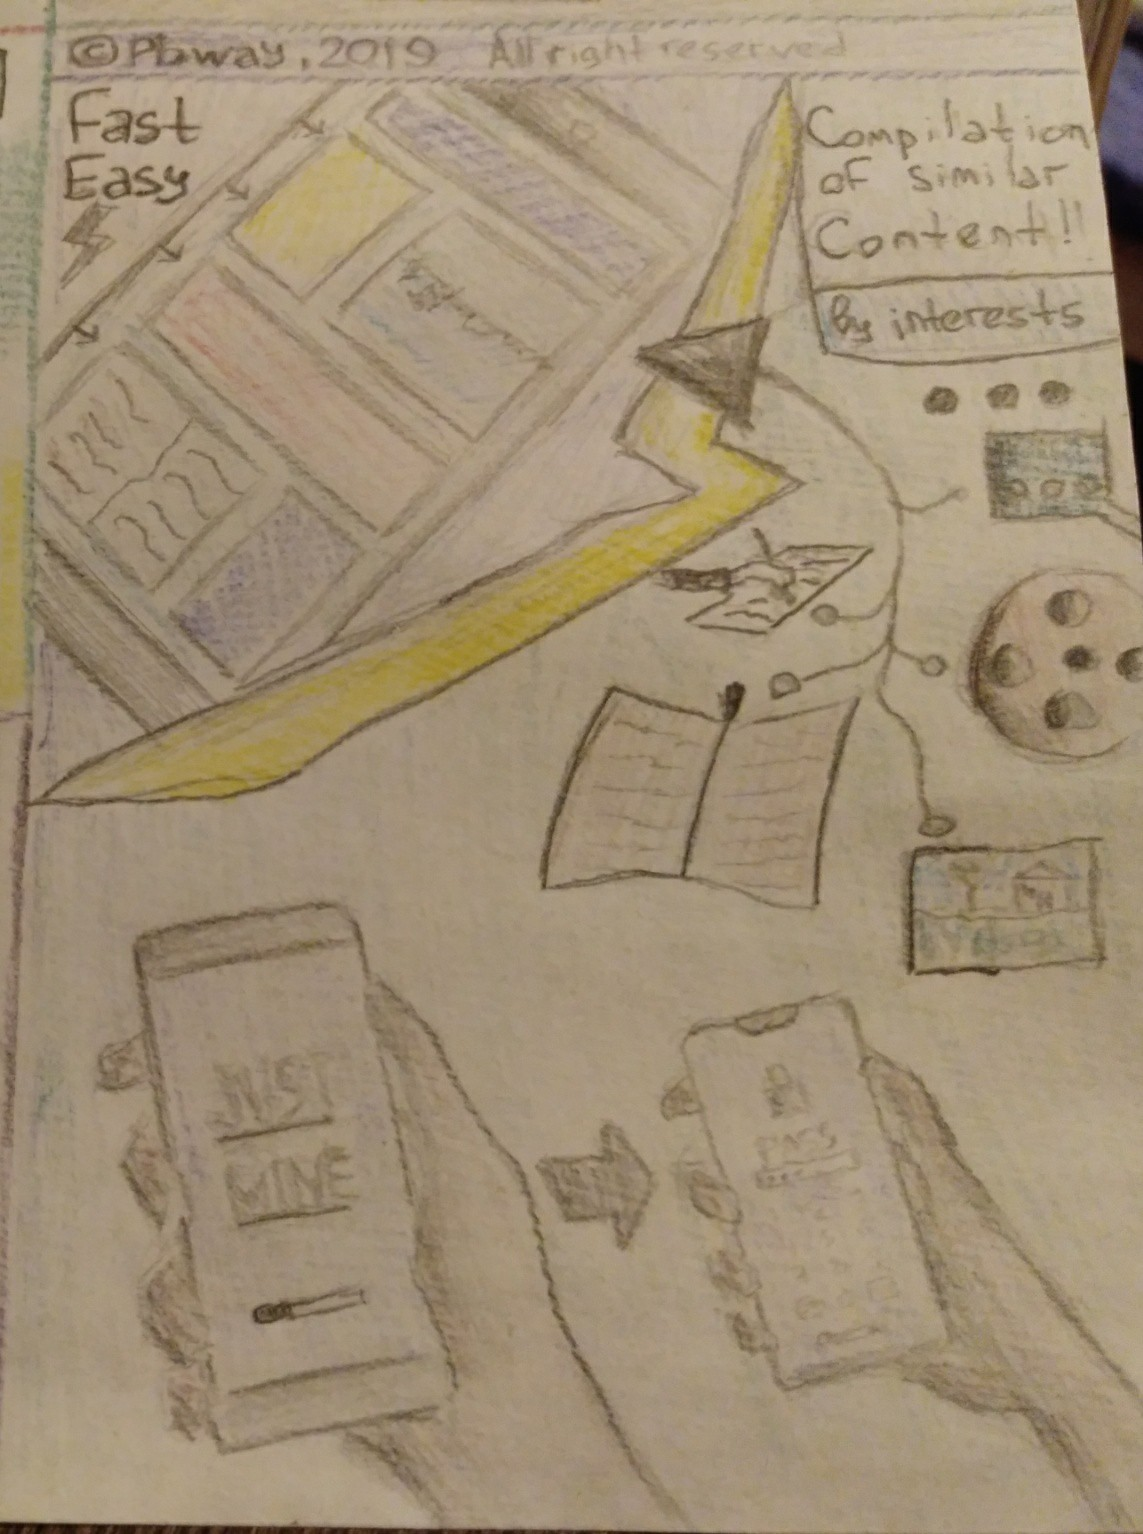 © Pbway, 2019 All right reserved
Fast
Easy
Compilation
of similar
Content!!
By interests
JUST
MINE